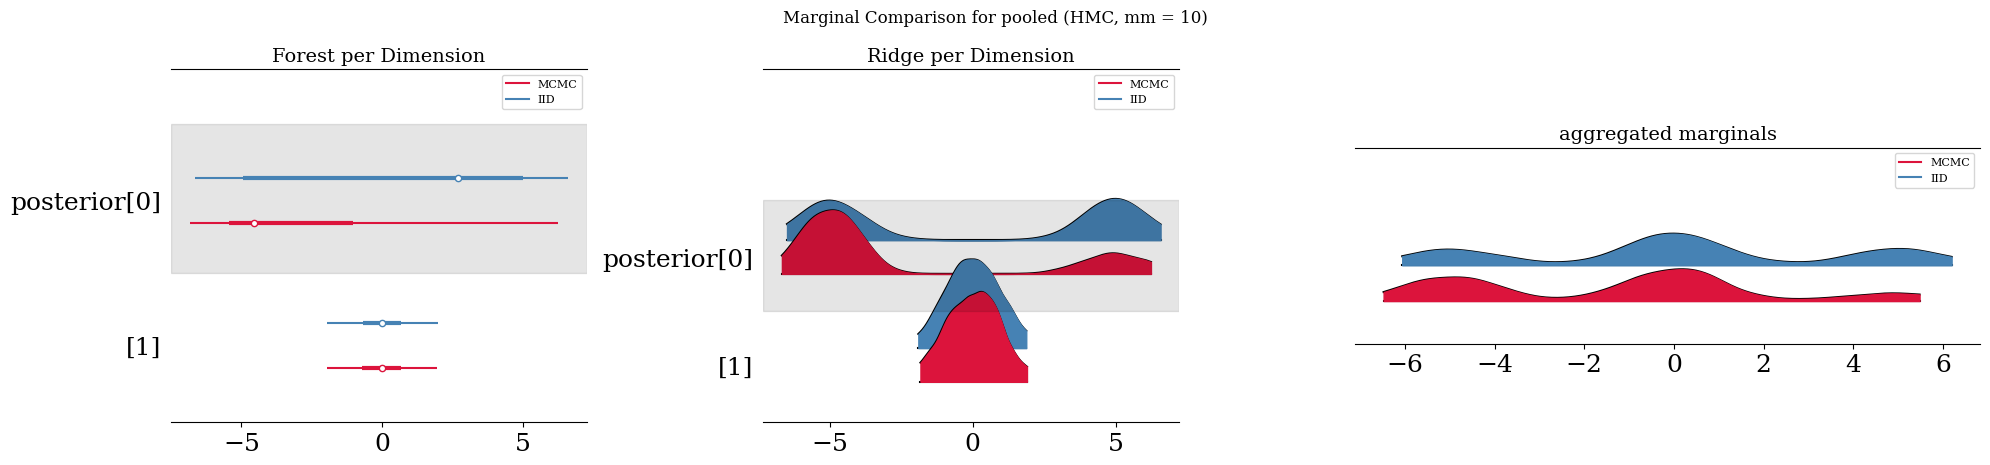 Marginal Comparison for pooled (HMC, mm = 10)
Forest per Dimension
MCMC
IID
posterior[0]
[1]
−5 0 5
Ridge per Dimension
MCMC
IID
posterior[0]
[1]
−5 0 5
aggregated marginals
MCMC
IID
−6 −4 −2 0 2 4 6